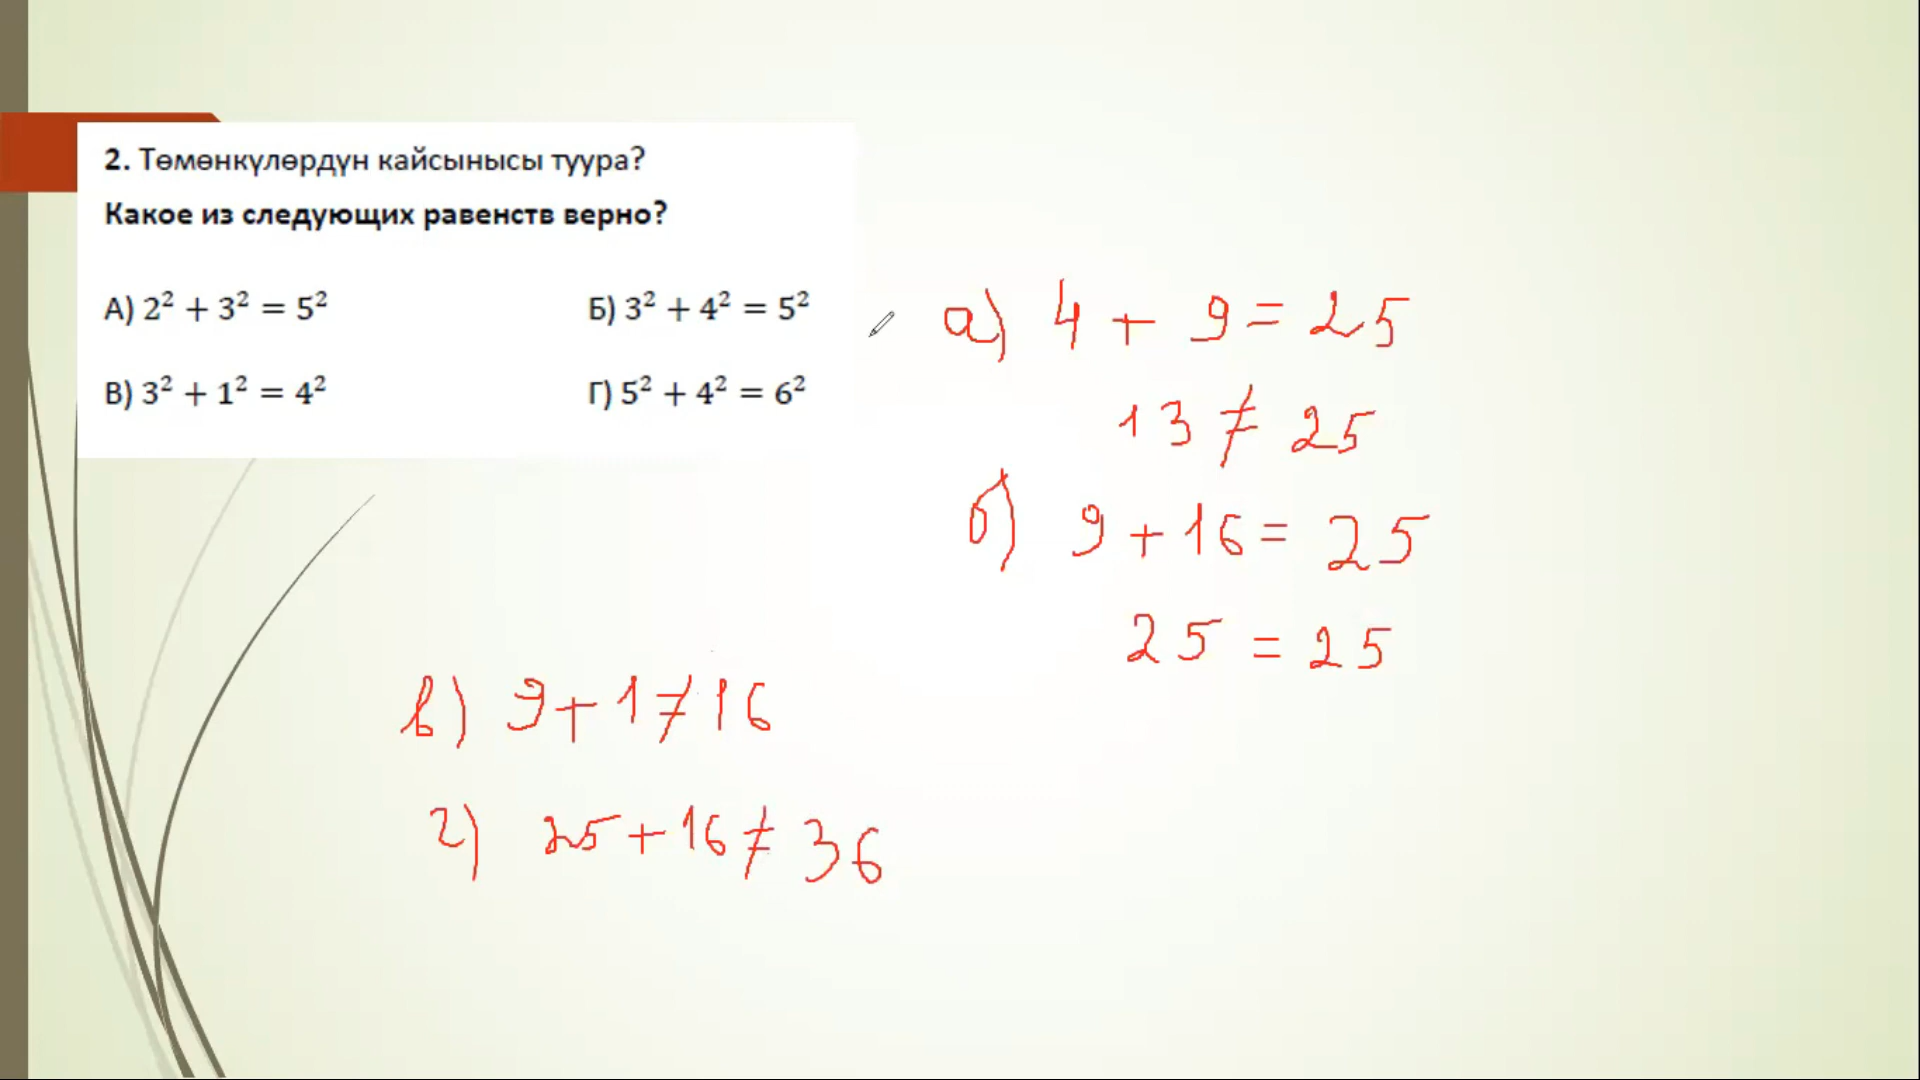 2. Төмөнкүлөрдүн кайсынысы туура?
Какое из следующих равенств верно?
А) 2² + 3² = 5²
Б) 3² + 4² = 5²
В) 3² + 1² = 4²
Г) 5² + 4² = 6²
а) 4 + 9 = 25
13 ≠ 25
б) 9 + 16 = 25
25 = 25
в) 9 + 1 ≠ 16
г) 25 + 16 ≠ 36